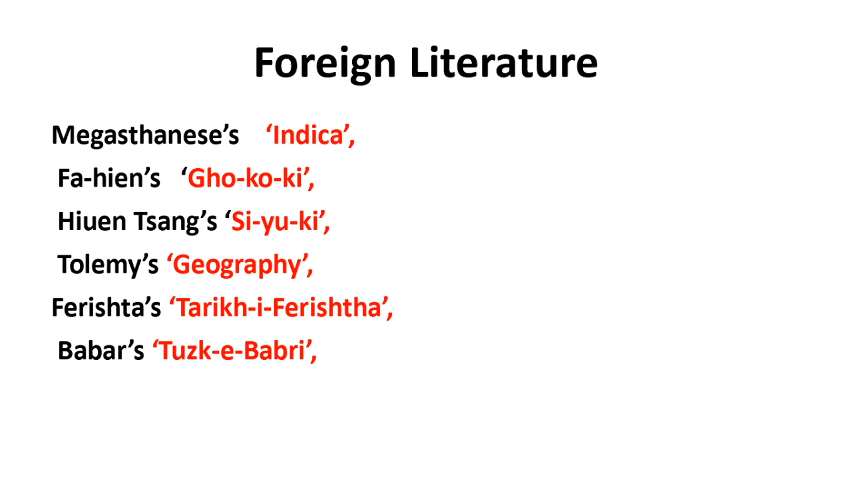 Foreign Literature
Megasthanese’s ‘Indica’,
Fa-hien’s ‘Gho-ko-ki’,
Hiuen Tsang’s ‘Si-yu-ki’,
Tolemy’s ‘Geography’,
Ferishta’s ‘Tarikh-i-Ferishtha’,
Babar’s ‘Tuzk-e-Babri’,